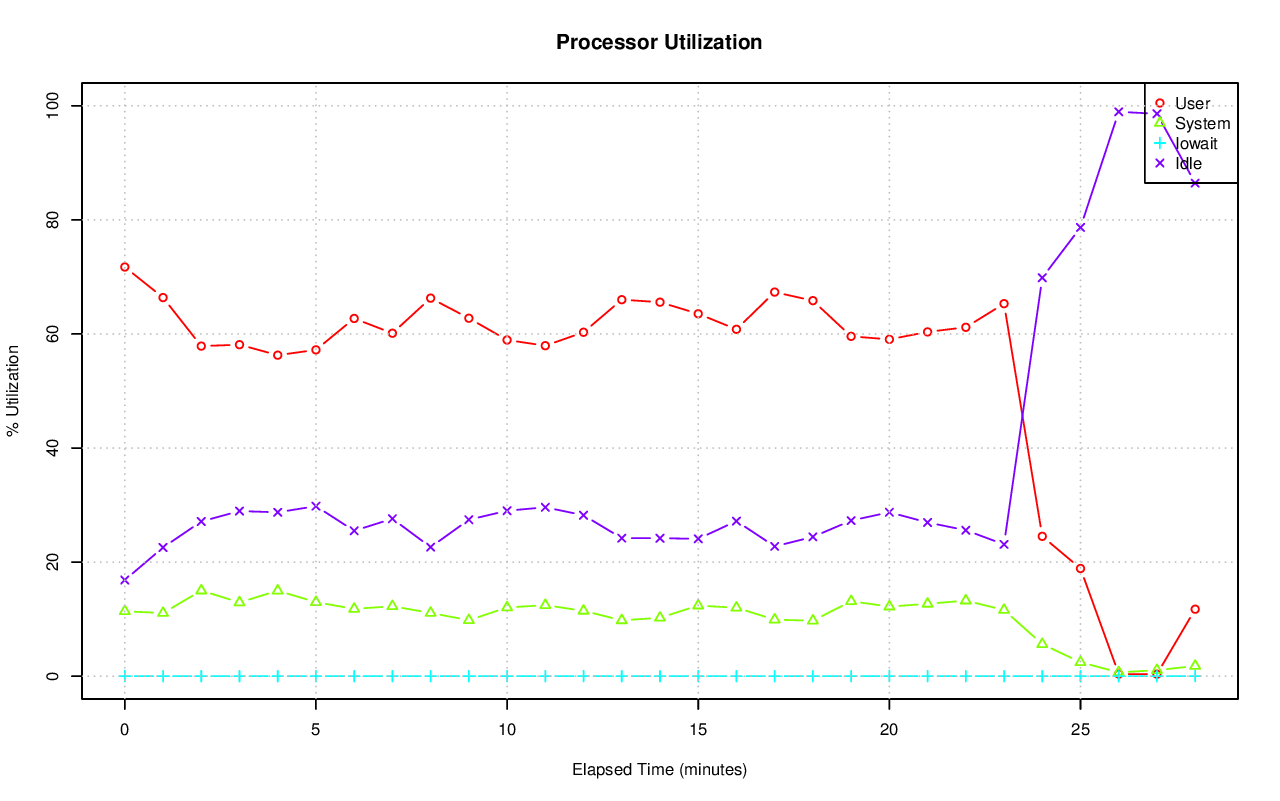 Processor Utilization
% Utilization
100
80
60
40
20
0
User
System
Iowait
Idle
0 5 10 15 20 25
Elapsed Time (minutes)